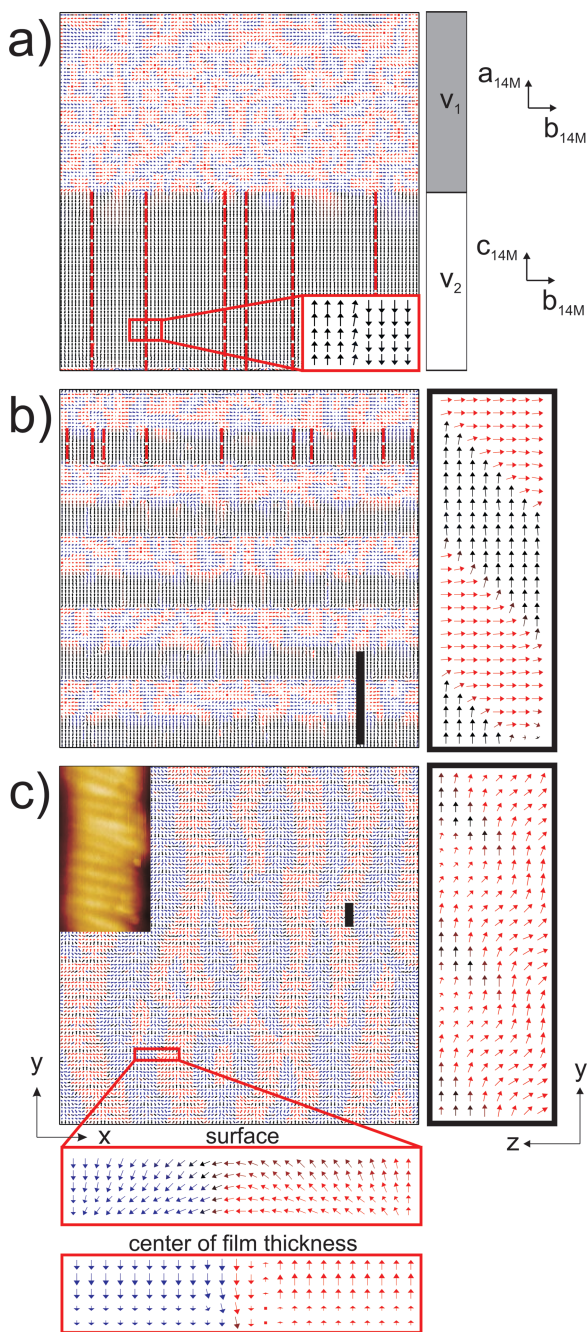 a)
v1
a14M
b14M
v2
c14M
b14M
b)
c)
y
x
surface
y
z
center of film thickness